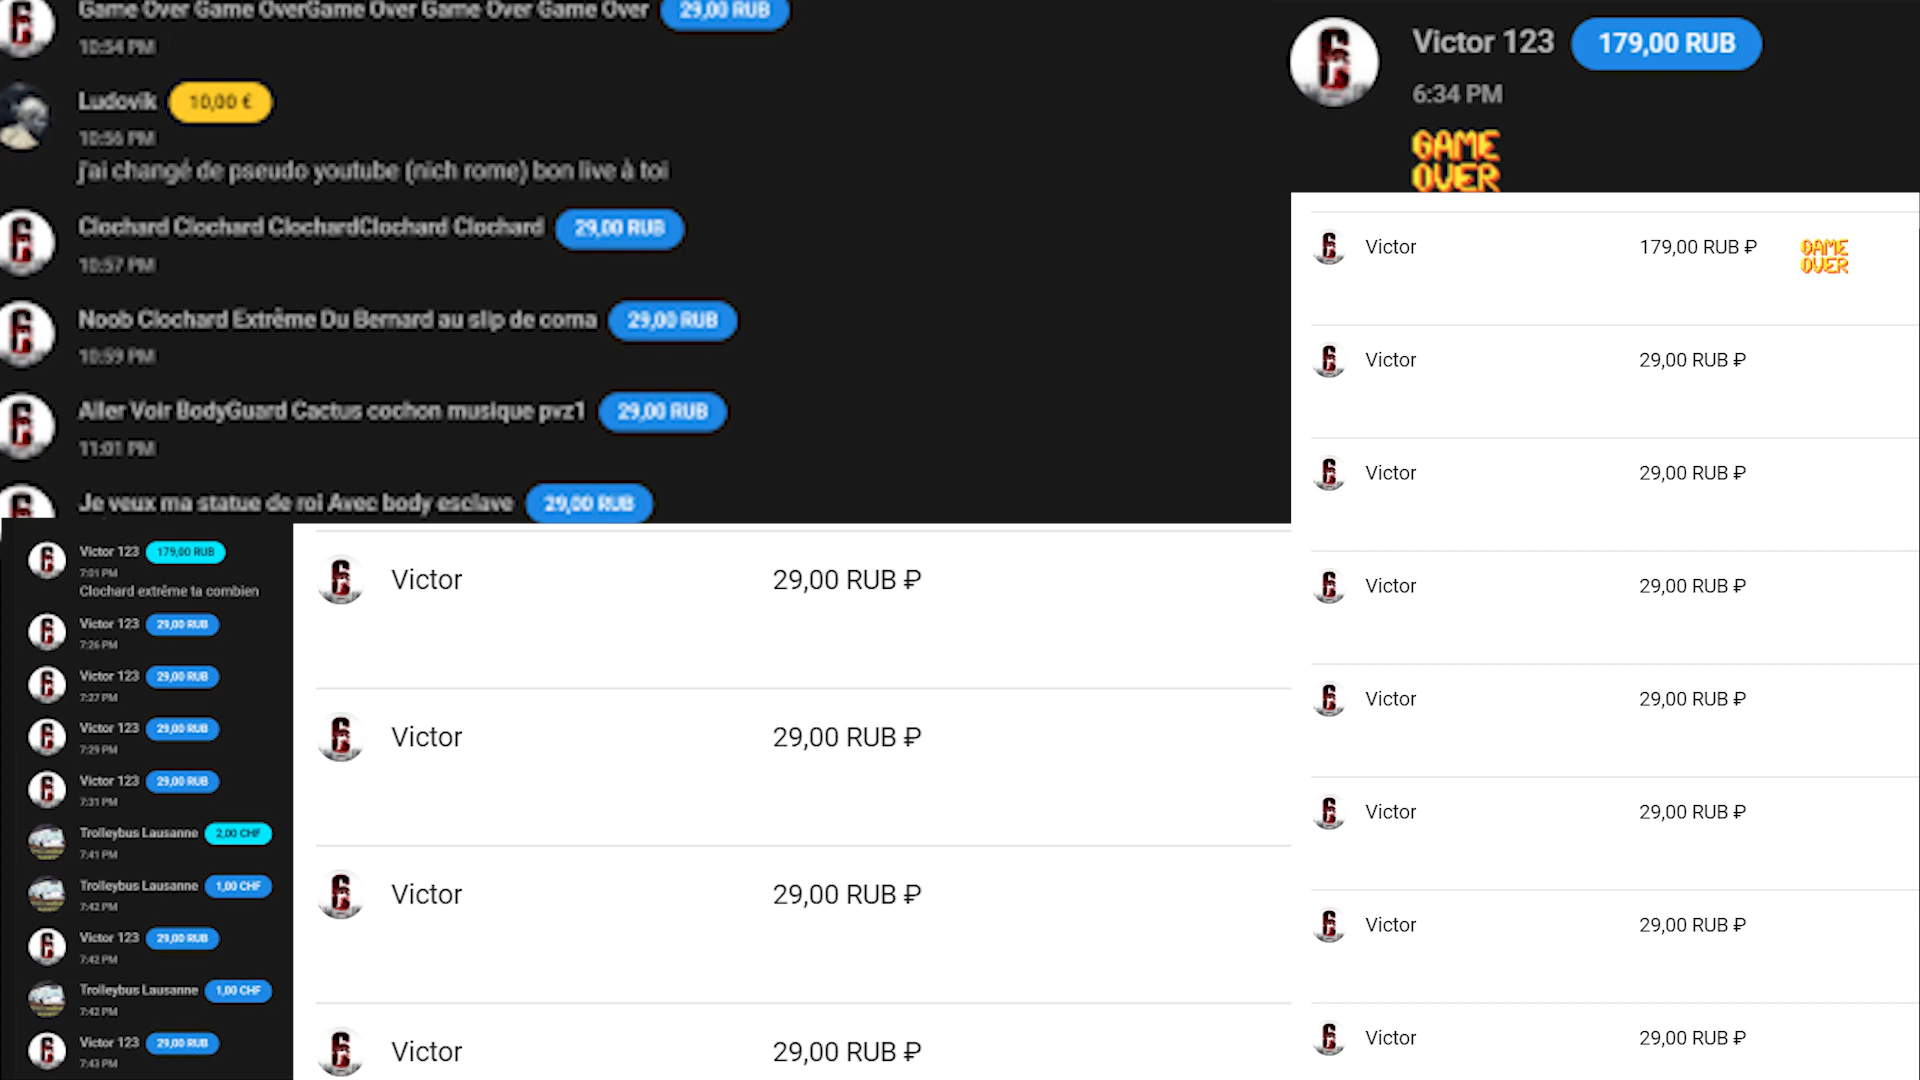 Game Over Game OverGame Over Game Over Game Over 29,00 RUB
10:54 PM
Ludovik 10,00 €
10:56 PM
j'ai changé de pseudo youtube (nich rome) bon live à toi
Clochard Clochard ClochardClochard Clochard 29,00 RUB
10:57 PM
Noob Clochard Extrême Du Bernard au slip de coma 29,00 RUB
10:59 PM
Aller Voir BodyGuard Cactus cochon musique pvz1 29,00 RUB
11:01 PM
Je veux ma statue de roi Avec body esclave 29,00 RUB
Victor 123 179,00 RUB
6:34 PM
GAME
OVER
Victor 179,00 RUB ₽ GAME
OVER
Victor 29,00 RUB ₽
Victor 29,00 RUB ₽
Victor 29,00 RUB ₽
Victor 29,00 RUB ₽
Victor 29,00 RUB ₽
Victor 29,00 RUB ₽
Victor 29,00 RUB ₽
Victor 123 179,00 RUB
7:01 PM
Clochard extrême ta combien
Victor 123 29,00 RUB
7:26 PM
Victor 123 29,00 RUB
7:27 PM
Victor 123 29,00 RUB
7:29 PM
Victor 123 29,00 RUB
7:31 PM
Trolleybus Lausanne 2,00 CHF
7:41 PM
Trolleybus Lausanne 1,00 CHF
7:42 PM
Victor 123 29,00 RUB
7:42 PM
Trolleybus Lausanne 1,00 CHF
7:42 PM
Victor 123 29,00 RUB
7:43 PM
Victor 29,00 RUB ₽
Victor 29,00 RUB ₽
Victor 29,00 RUB ₽
Victor 29,00 RUB ₽